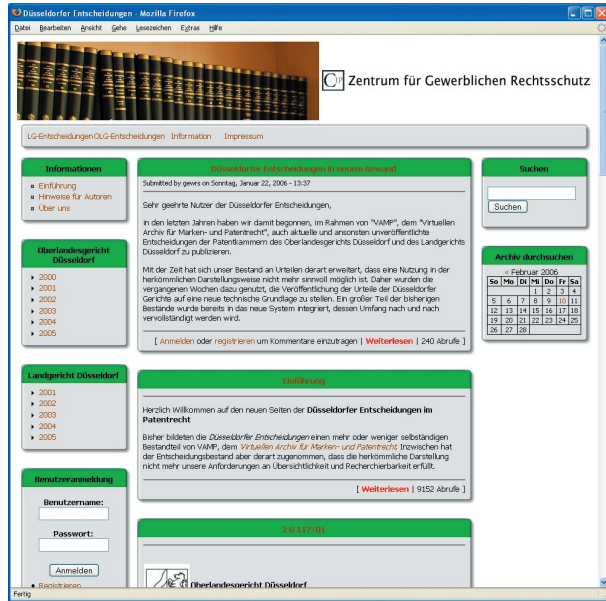 Düsseldorfer Entscheidungen - Mozilla Firefox
Datei Bearbeiten Ansicht Gehe Lesezeichen Extras Hilfe
Zentrum für Gewerblichen Rechtsschutz
LG-Entscheidungen OLG-Entscheidungen Information Impressum
Informationen
Einführung
Hinweise für Autoren
Über uns
Oberlandesgericht
Düsseldorf
2000
2001
2002
2003
2004
2005
Landgericht Düsseldorf
2001
2002
2003
2004
2005
Benutzeranmeldung
Benutzername:
Passwort:
Anmelden
Registrieren
Düsseldorfer Entscheidungen in neuem Gewand
Submitted by gewrs on Sonntag, Januar 22, 2006 - 13:37
Sehr geehrte Nutzer der Düsseldorfer Entscheidungen,
in den letzten Jahren haben wir damit begonnen, im Rahmen von "VAMP", dem "Virtuellen
Archiv für Marken- und Patentrecht", auch aktuelle und ansonsten unveröffentlichte
Entscheidungen der Patentkammern des Oberlandesgerichts Düsseldorf und des Landgerichts
Düsseldorf zu publizieren.
Mit der Zeit hat sich unser Bestand an Urteilen derart erweitert, dass eine Nutzung in der
herkömmlichen Darstellungsweise nicht mehr sinnvoll möglich ist. Daher wurden die
vergangenen Wochen dazu genutzt, die Veröffentlichung der Urteile der Düsseldorfer
Gerichte auf eine neue technische Grundlage zu stellen. Ein großer Teil der bisherigen
Bestände wurde bereits in das neue System integriert, dessen Umfang nach und nach
vervollständigt werden wird.
[ Anmelden oder registrieren um Kommentare einzutragen | Weiterlesen | 240 Abrufe ]
Einführung
Herzlich Willkommen auf den neuen Seiten der Düsseldorfer Entscheidungen im
Patentrecht
Bisher bildeten die Düsseldorfer Entscheidungen einen mehr oder weniger selbständigen
Bestandteil von VAMP, dem Virtuellen Archiv für Marken- und Patentrecht. Inzwischen hat
der Entscheidungsbestand aber derart zugenommen, dass die herkömmliche Darstellung
nicht mehr unsere Anforderungen an Übersichtlichkeit und Recherchierbarkeit erfüllt.
[ Weiterlesen | 9152 Abrufe ]
2 U 117/01
Oberlandesgericht Düsseldorf
Suchen
Suchen
Archiv durchsuchen
« Februar 2006
So Mo Di Mi Do Fr Sa
1 2 3 4
5 6 7 8 9 10 11
12 13 14 15 16 17 18
19 20 21 22 23 24 25
26 27 28
Fertig